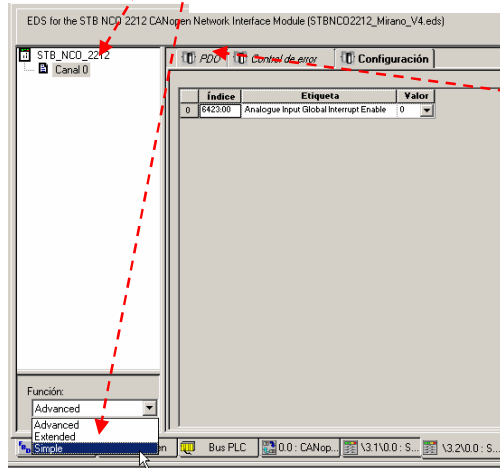 EDS for the STB NCO 2212 CANopen Network Interface Module (STBNCO2212_Mirano_V4.eds)
STB_NCO_2212
Canal 0
PDO Control de error Configuración
Índice Etiqueta Valor
0 6423:00 Analogue Input Global Interrupt Enable 0
Función:
Advanced
Advanced
Extended
Simple
Bus PLC 0.0 : CANop... \3.1\0.0 : S... \3.2\0.0 : S...